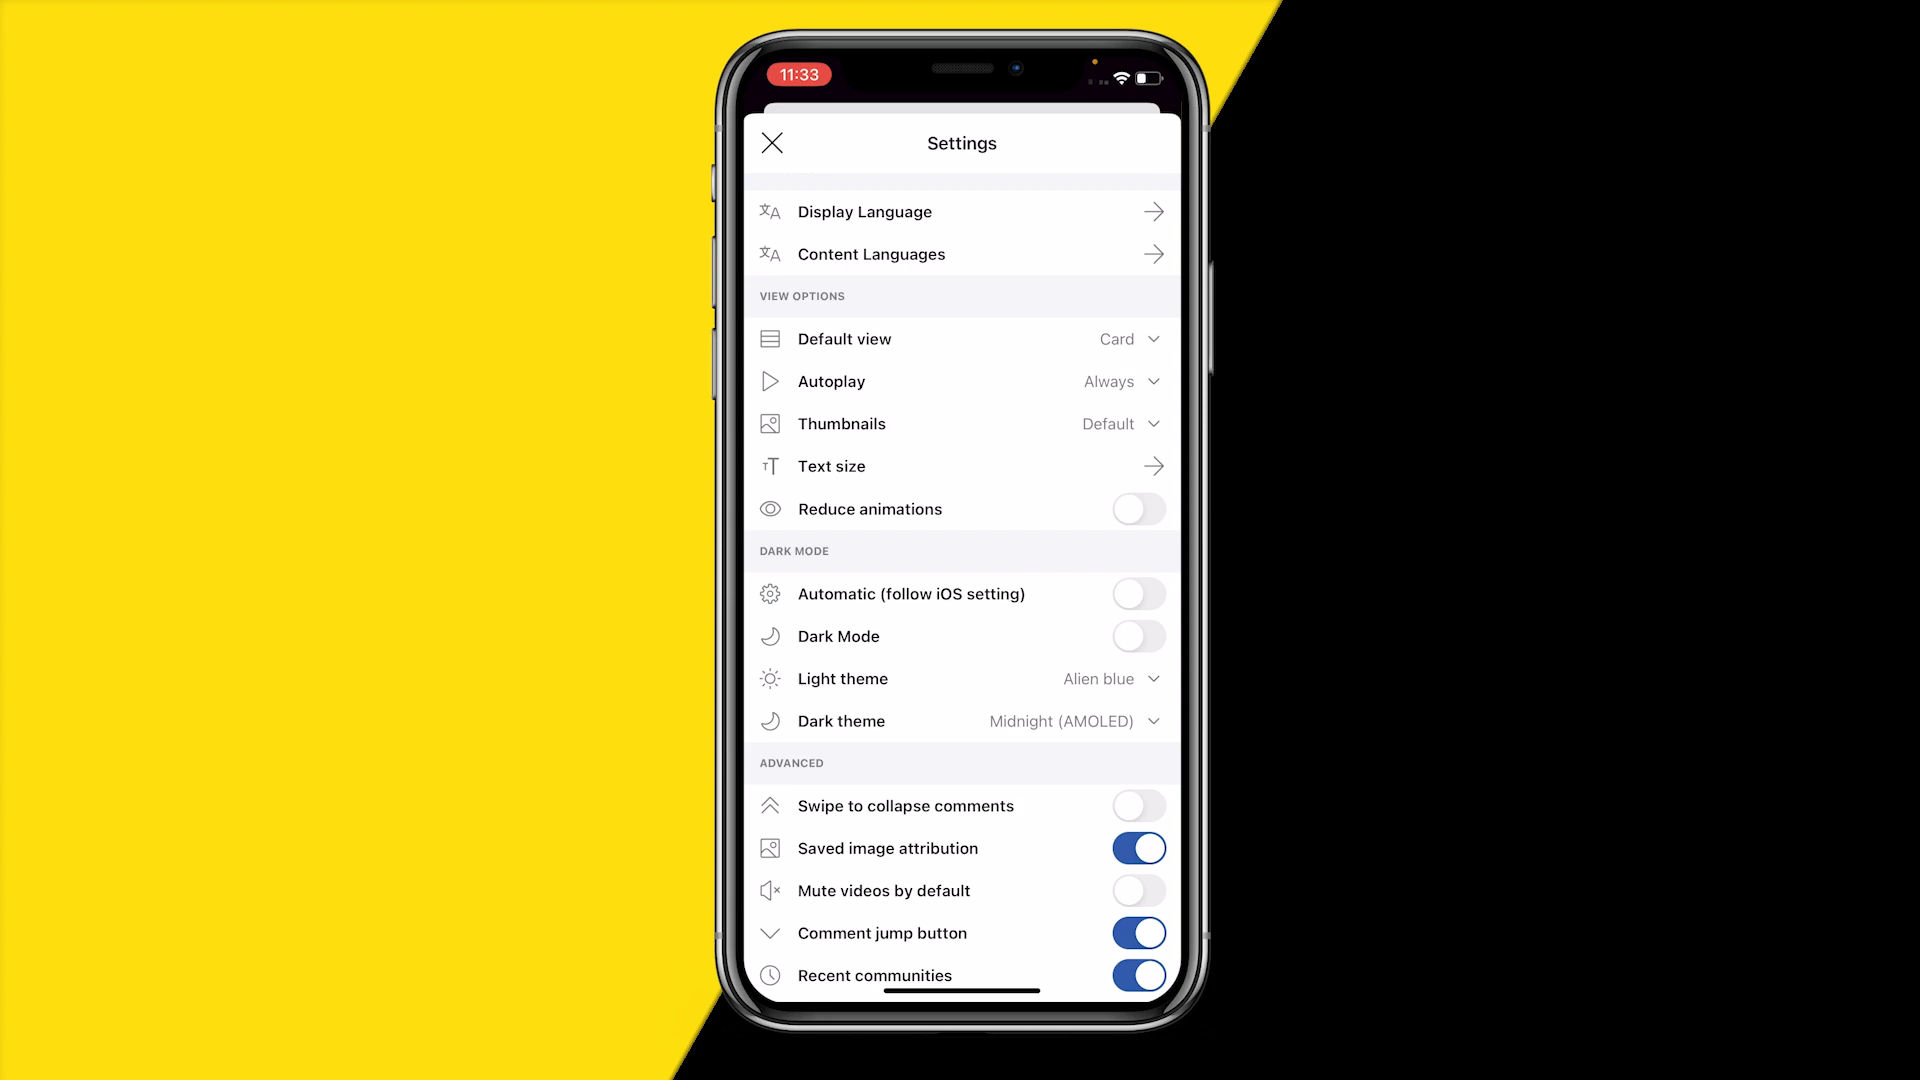 11:33
Settings
Display Language
Content Languages
VIEW OPTIONS
Default view Card
Autoplay Always
Thumbnails Default
Text size
Reduce animations
DARK MODE
Automatic (follow iOS setting)
Dark Mode
Light theme Alien blue
Dark theme Midnight (AMOLED)
ADVANCED
Swipe to collapse comments
Saved image attribution
Mute videos by default
Comment jump button
Recent communities